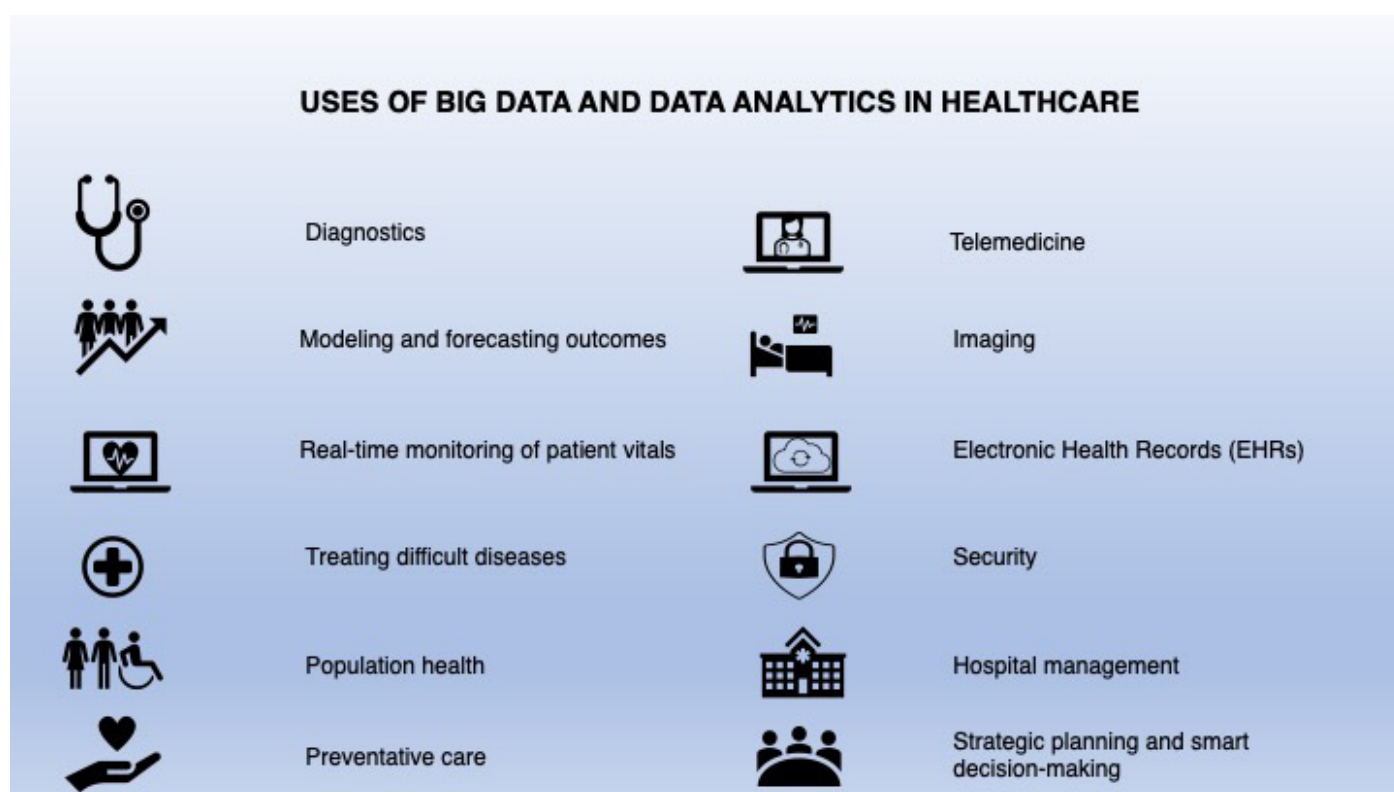 USES OF BIG DATA AND DATA ANALYTICS IN HEALTHCARE
Diagnostics
Telemedicine
Modeling and forecasting outcomes
Imaging
Real-time monitoring of patient vitals
Electronic Health Records (EHRs)
Treating difficult diseases
Security
Population health
Hospital management
Preventative care
Strategic planning and smart
decision-making